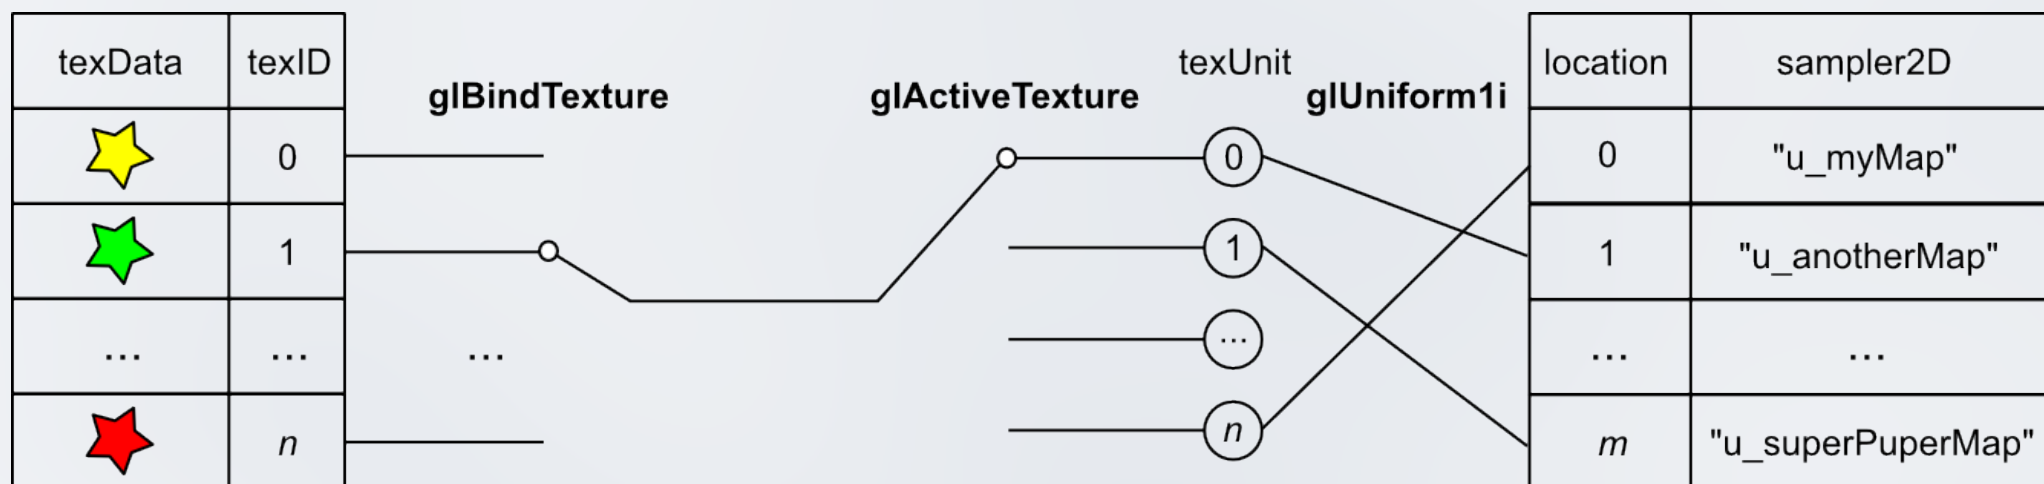 texData texID glBindTexture glActiveTexture texUnit glUniform1i location sampler2D
0 0 0 "u_myMap"
1 1 1 "u_anotherMap"
... ... ... ... ... ...
n n m "u_superPuperMap"